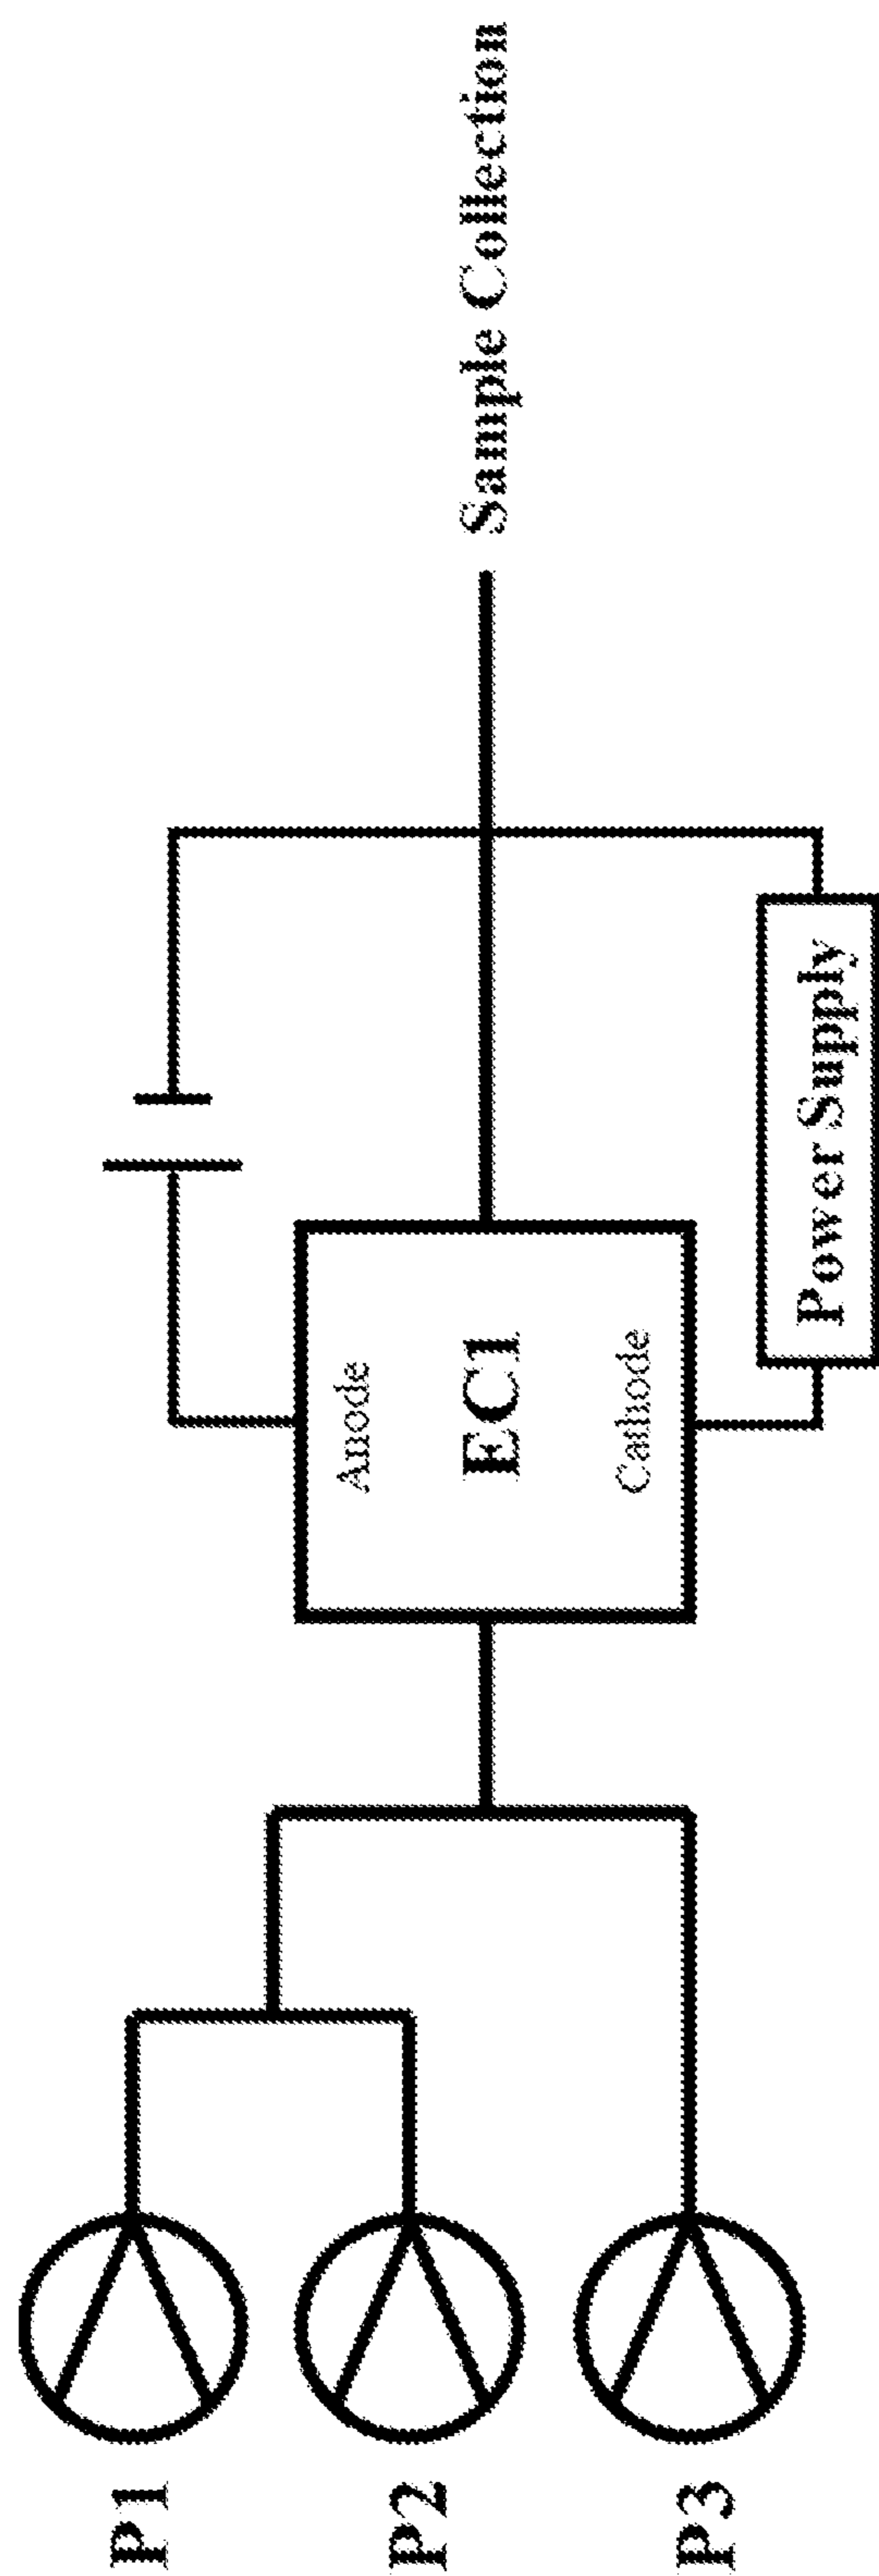 P1
P2
P3
Anode
EC1
Cathode
Power Supply
Sample Collection